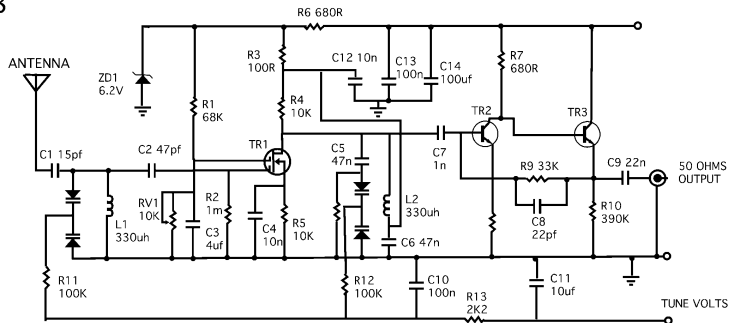 3
R6 680R
ANTENNA
ZD1
6.2V
R3
100R
C12 10n
C13
100n
C14
100uf
R7
680R
R1
68K
R4
10K
TR1
TR2
TR3
C1 15pf
C2 47pf
C5
47n
C7
1n
R9 33K
C9 22n
50 OHMS
OUTPUT
L1
330uh
RV1
10K
R2
1m
C3
4uf
C4
10n
R5
10K
L2
330uh
C6 47n
C8
22pf
R10
390K
R11
100K
R12
100K
C10
100n
C11
10uf
R13
2K2
TUNE VOLTS